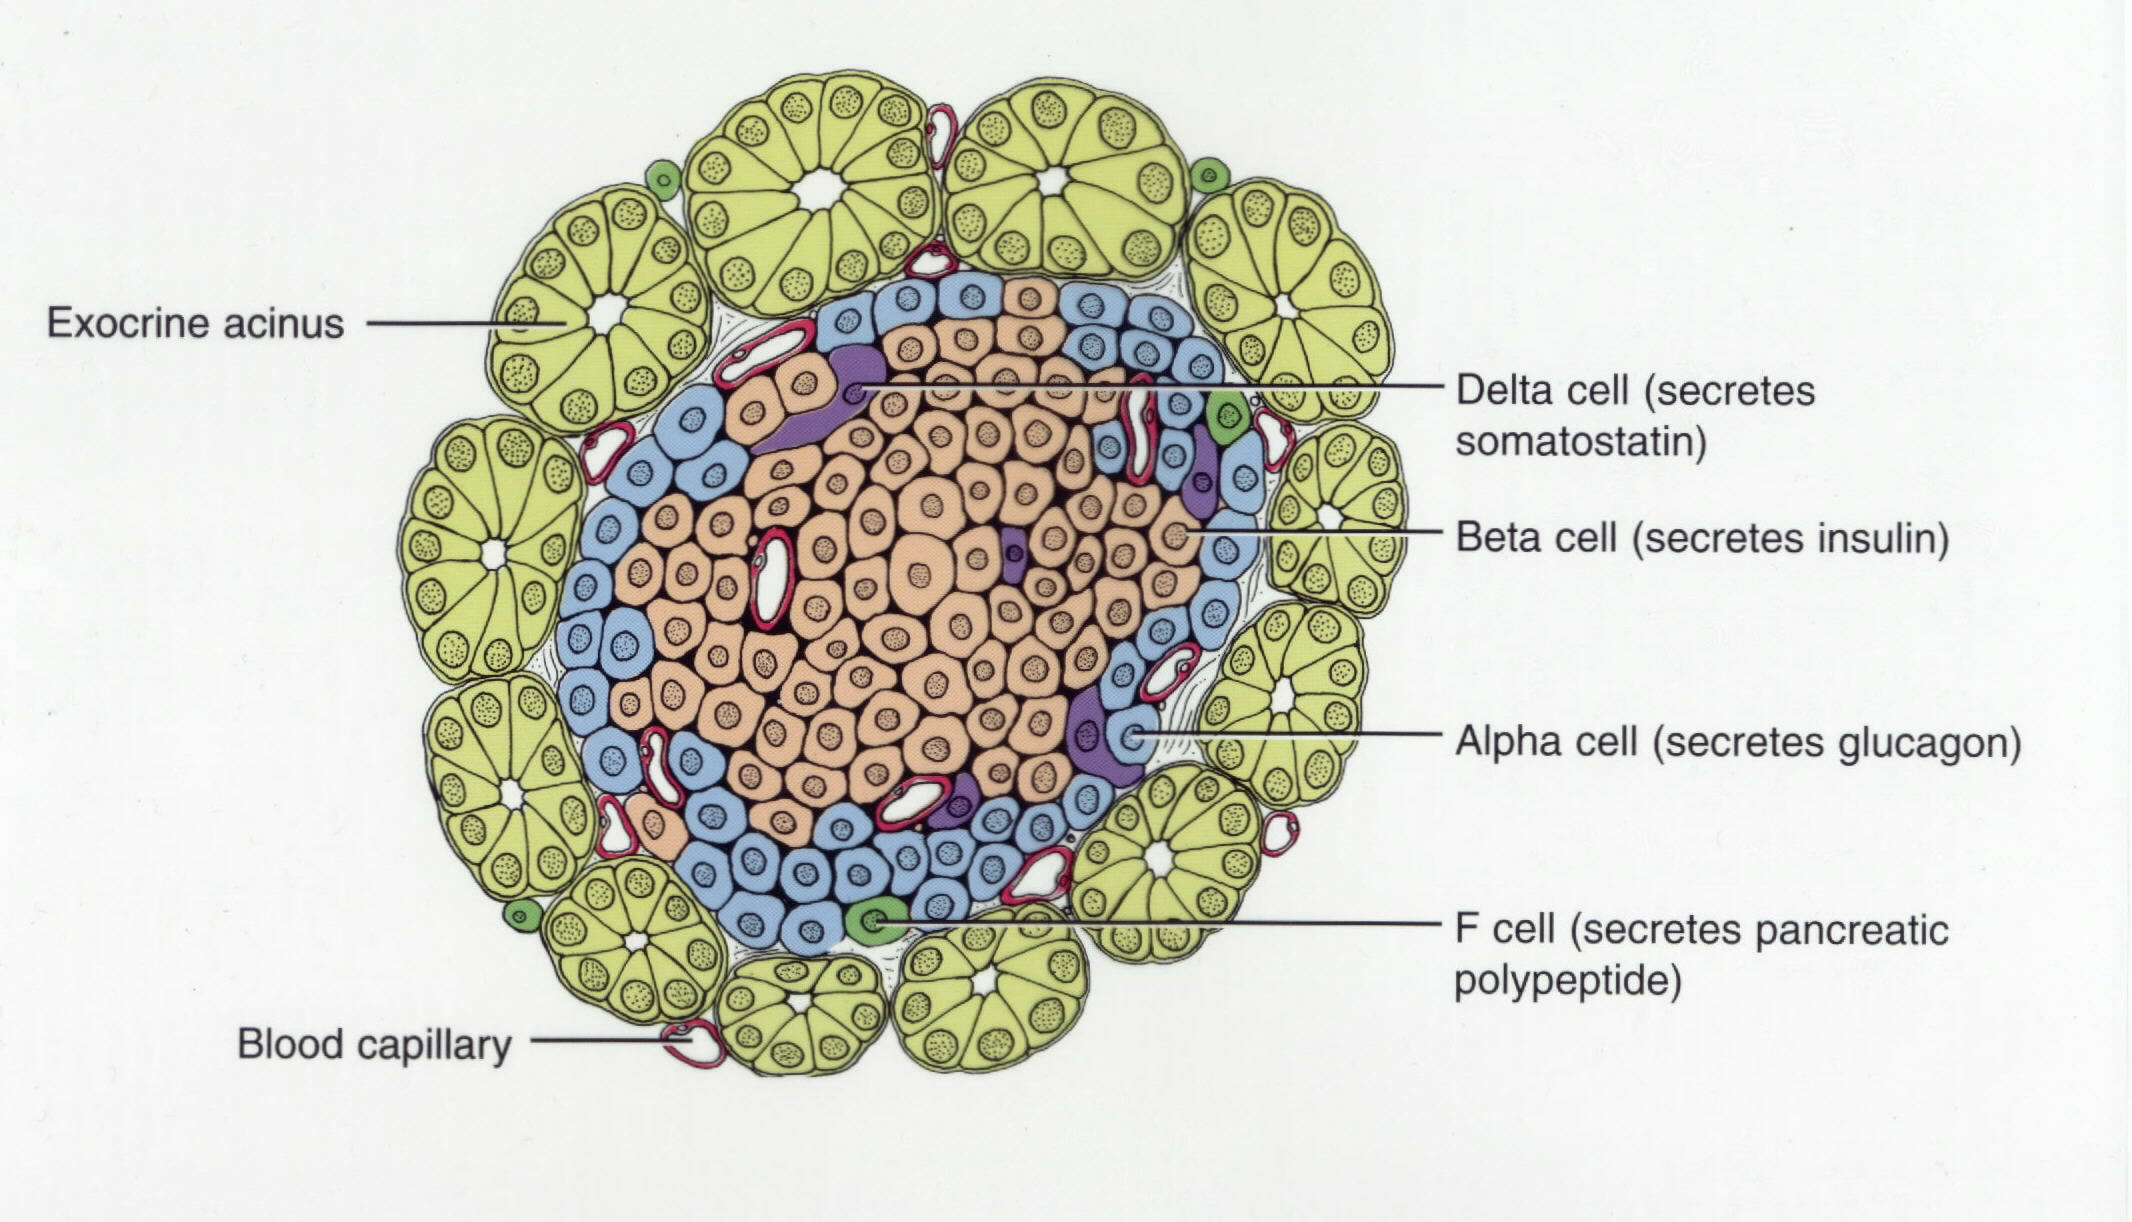 Exocrine acinus
Delta cell (secretes
somatostatin)
Beta cell (secretes insulin)
Alpha cell (secretes glucagon)
F cell (secretes pancreatic
polypeptide)
Blood capillary